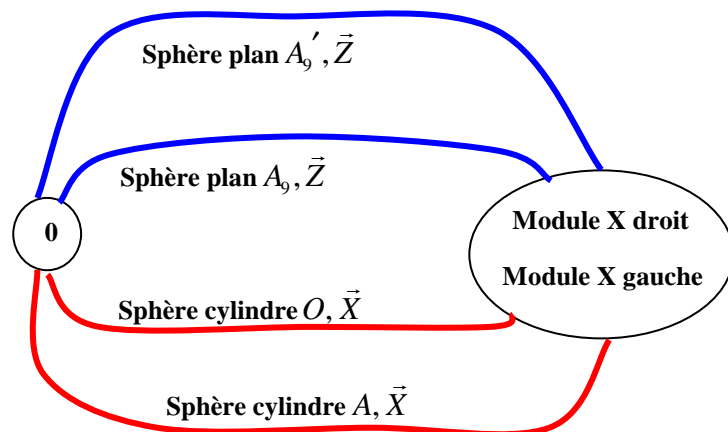 Sphère plan A₉′, Z⃗
Sphère plan A₉, Z⃗
0
Module X droit
Module X gauche
Sphère cylindre O, X⃗
Sphère cylindre A, X⃗